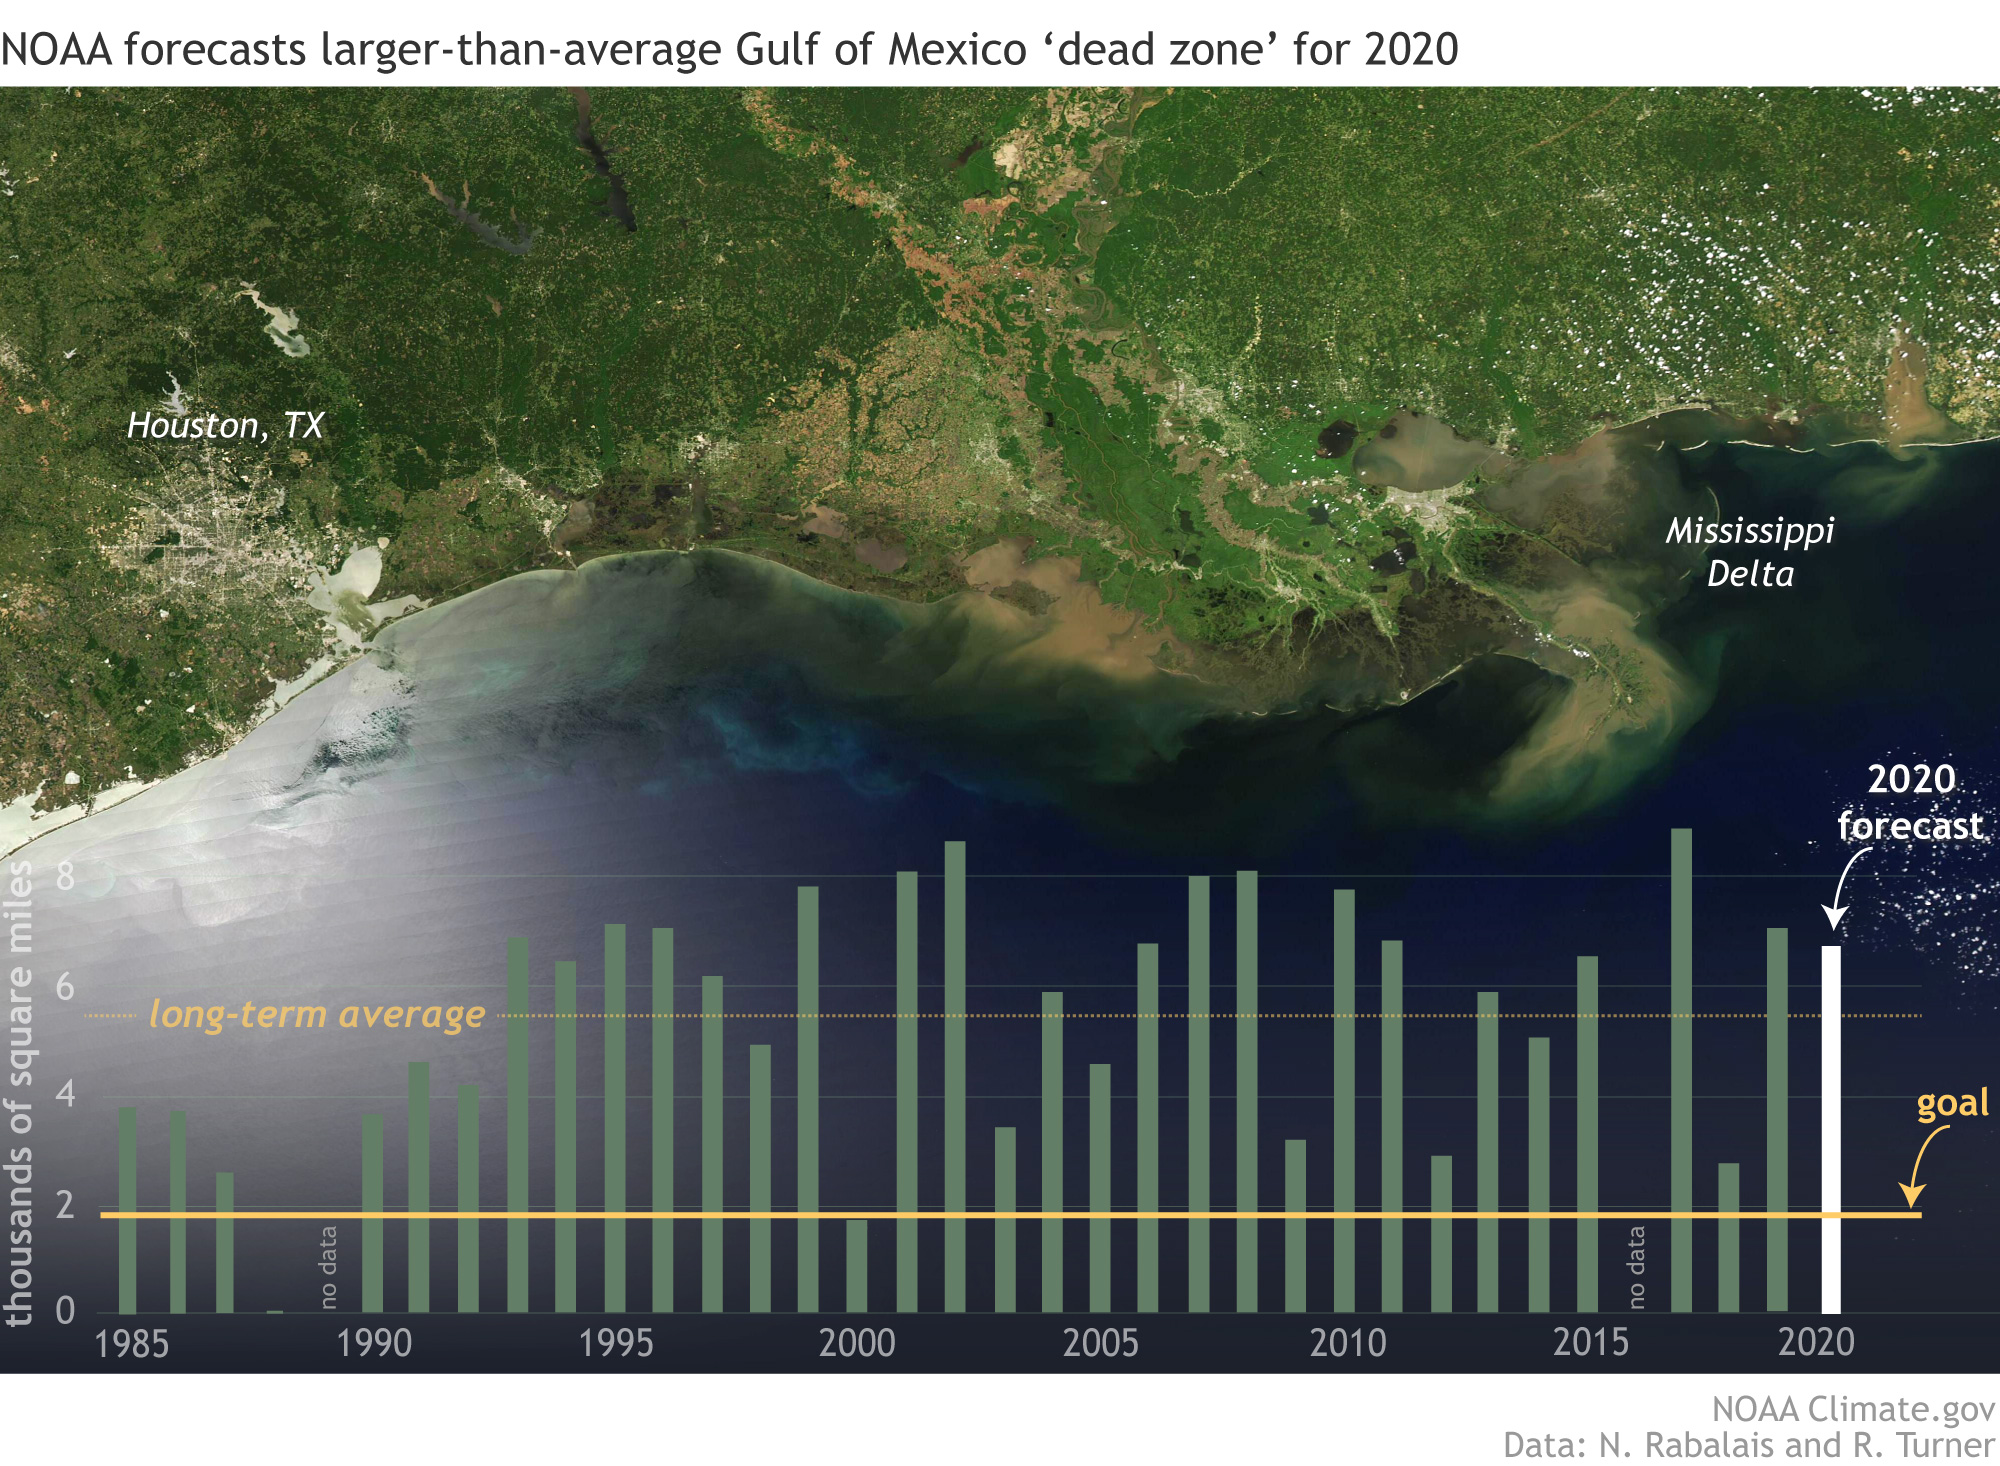 NOAA forecasts larger-than-average Gulf of Mexico ‘dead zone’ for 2020
Houston, TX
Mississippi
Delta
2020
forecast
thousands of square miles
8
6
long-term average
4
goal
2
no data
no data
0
1985
1990
1995
2000
2005
2010
2015
2020
NOAA Climate.gov
Data: N. Rabalais and R. Turner